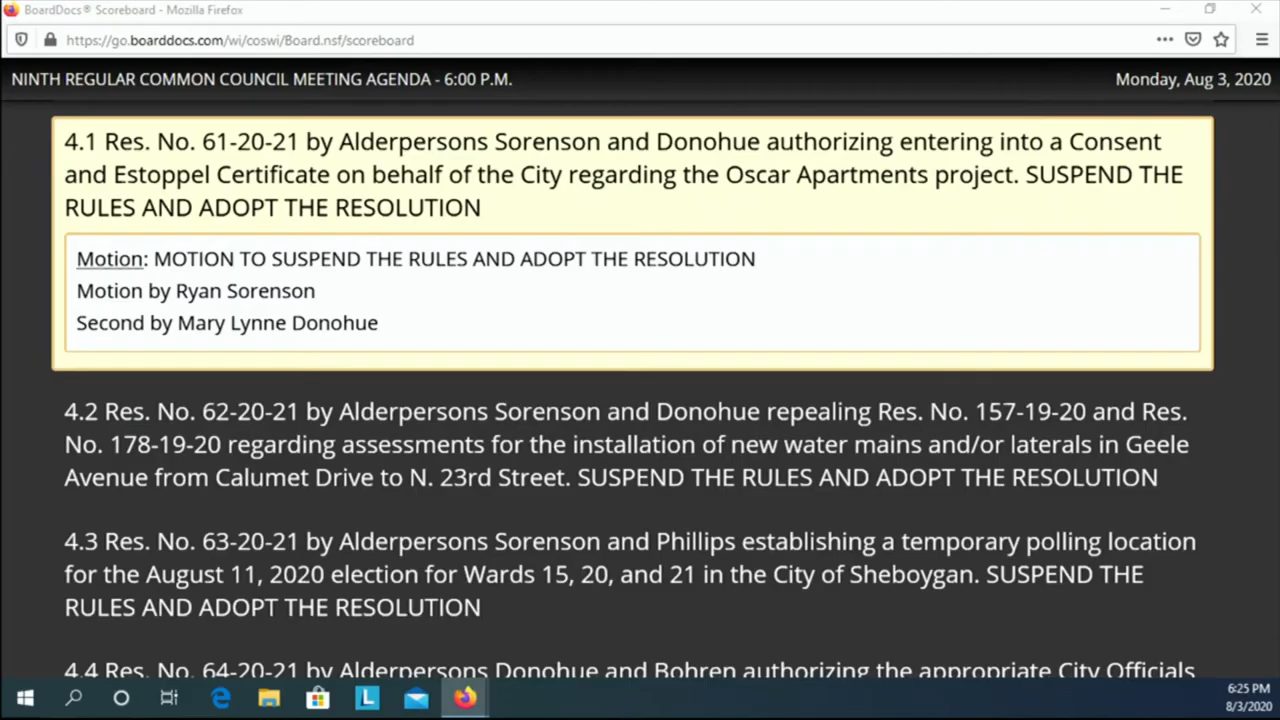 BoardDocs® Scoreboard - Mozilla Firefox
https://go.boarddocs.com/wi/coswi/Board.nsf/scoreboard
NINTH REGULAR COMMON COUNCIL MEETING AGENDA - 6:00 P.M.
Monday, Aug 3, 2020
4.1 Res. No. 61-20-21 by Alderpersons Sorenson and Donohue authorizing entering into a Consent
and Estoppel Certificate on behalf of the City regarding the Oscar Apartments project. SUSPEND THE
RULES AND ADOPT THE RESOLUTION
Motion: MOTION TO SUSPEND THE RULES AND ADOPT THE RESOLUTION
Motion by Ryan Sorenson
Second by Mary Lynne Donohue
4.2 Res. No. 62-20-21 by Alderpersons Sorenson and Donohue repealing Res. No. 157-19-20 and Res.
No. 178-19-20 regarding assessments for the installation of new water mains and/or laterals in Geele
Avenue from Calumet Drive to N. 23rd Street. SUSPEND THE RULES AND ADOPT THE RESOLUTION
4.3 Res. No. 63-20-21 by Alderpersons Sorenson and Phillips establishing a temporary polling location
for the August 11, 2020 election for Wards 15, 20, and 21 in the City of Sheboygan. SUSPEND THE
RULES AND ADOPT THE RESOLUTION
4.4 Res. No. 64-20-21 by Alderpersons Donohue and Bohren authorizing the appropriate City Officials
L
6:25 PM
8/3/2020